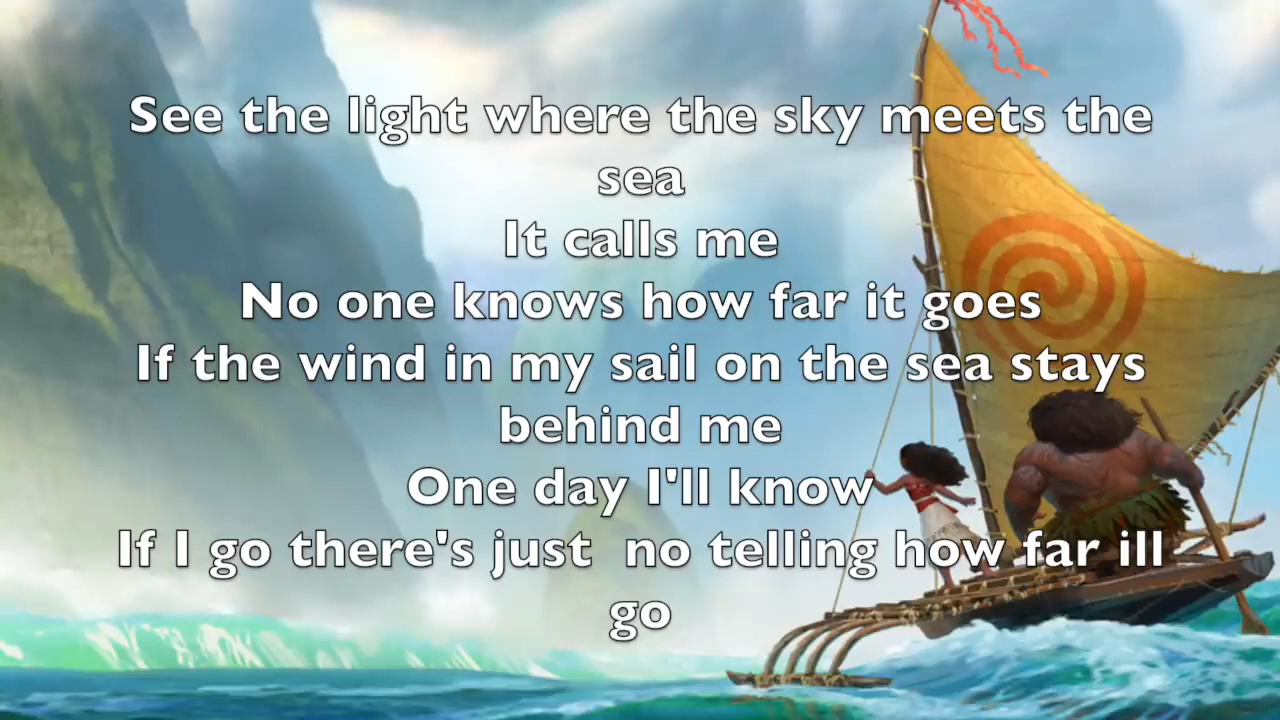 See the light where the sky meets the
sea
It calls me
No one knows how far it goes
If the wind in my sail on the sea stays
behind me
One day I'll know
If I go there's just  no telling how far ill
go